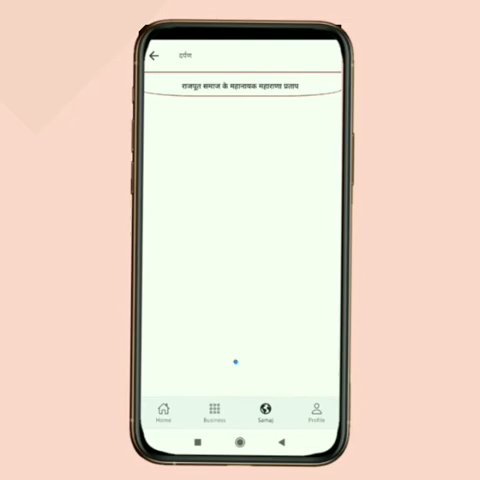 दर्पण
राजपूत समाज के महानायक महाराणा प्रताप
Home Business Samaj Profile